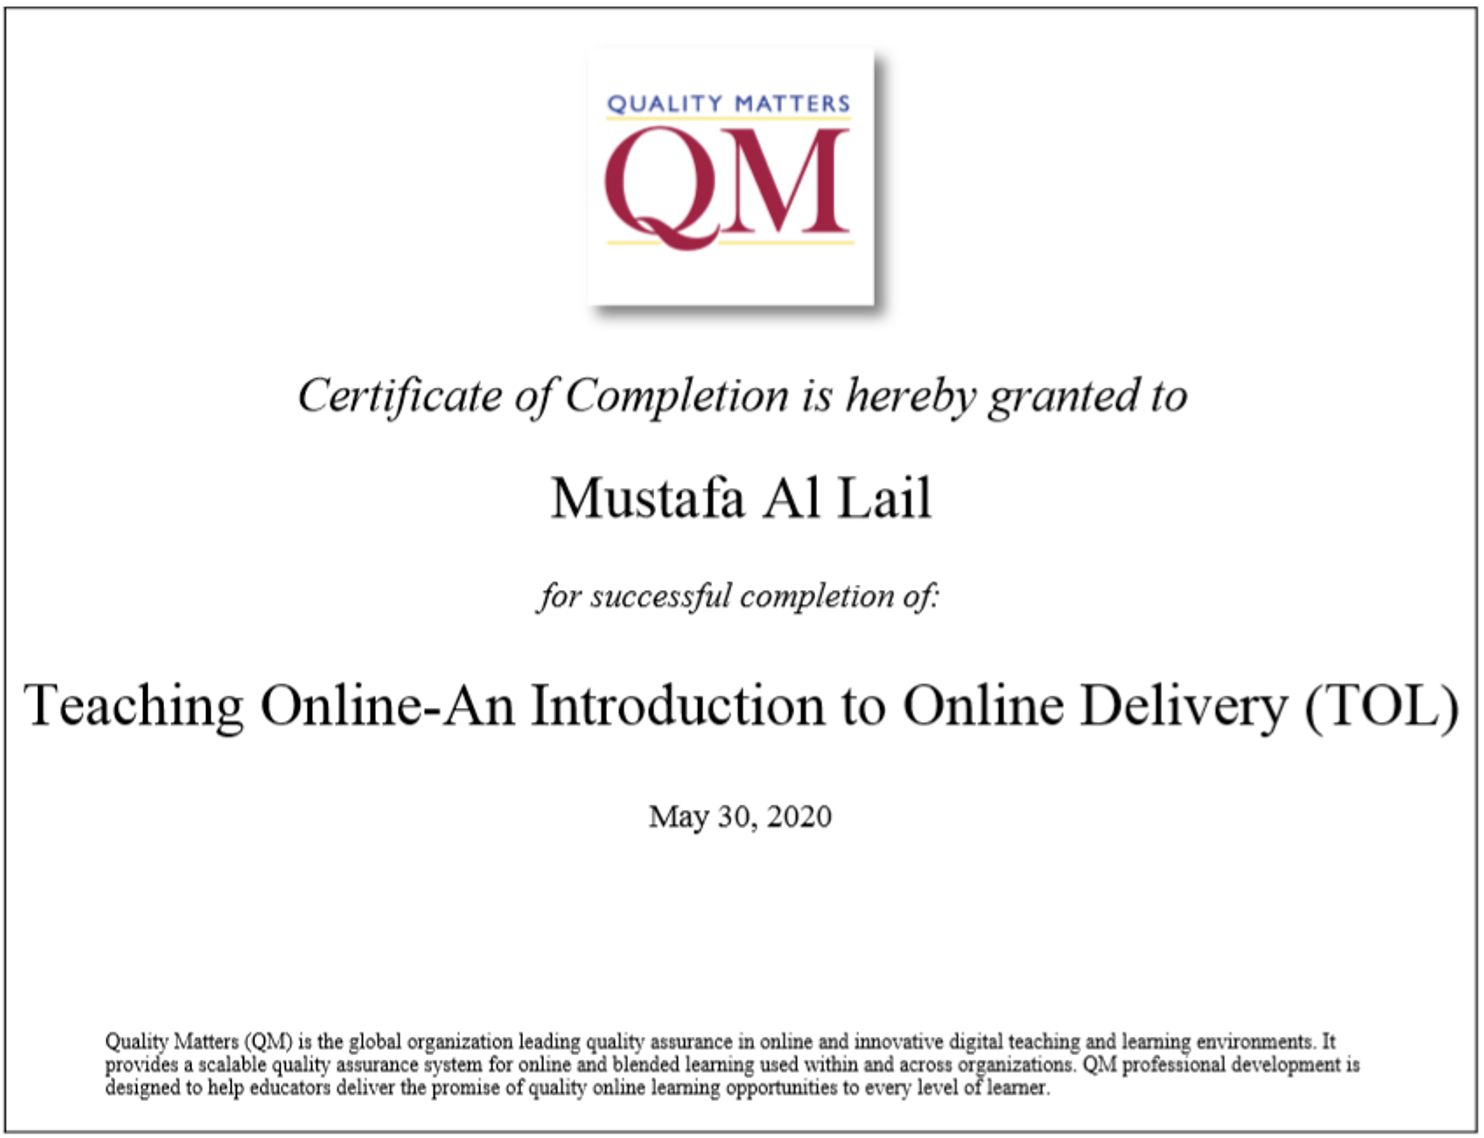 QUALITY MATTERS
QM
Certificate of Completion is hereby granted to
Mustafa Al Lail
for successful completion of:
Teaching Online-An Introduction to Online Delivery (TOL)
May 30, 2020
Quality Matters (QM) is the global organization leading quality assurance in online and innovative digital teaching and learning environments. It
provides a scalable quality assurance system for online and blended learning used within and across organizations. QM professional development is
designed to help educators deliver the promise of quality online learning opportunities to every level of learner.